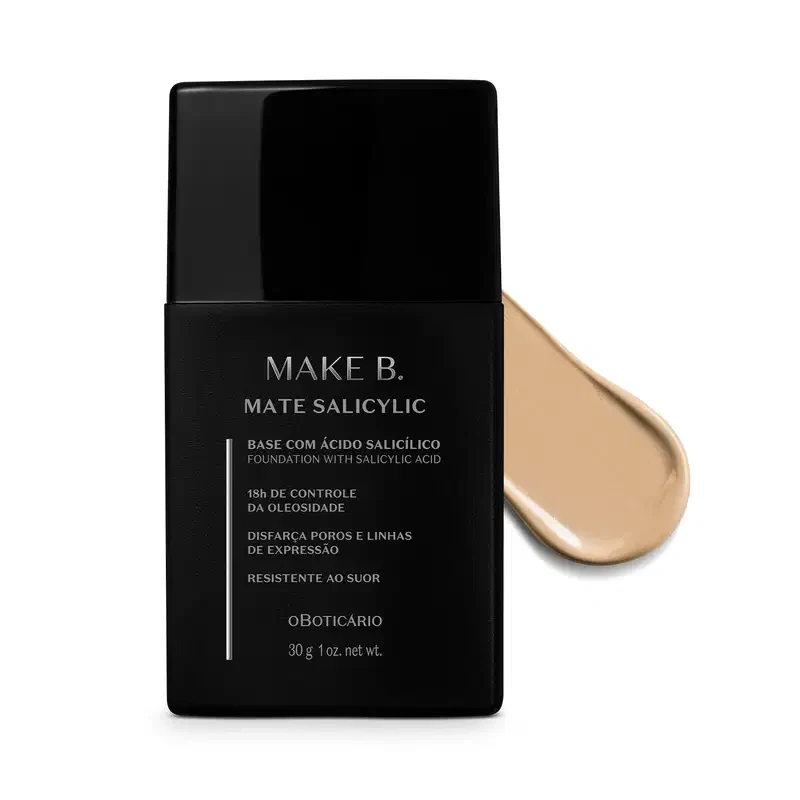 MAKE B.
MATE SALICYLIC
BASE COM ÁCIDO SALICÍLICO
FOUNDATION WITH SALICYLIC ACID
18h DE CONTROLE
DA OLEOSIDADE
DISFARÇA POROS E LINHAS
DE EXPRESSÃO
RESISTENTE AO SUOR
oBOTICÁRIO
30 g 1 oz. net wt.